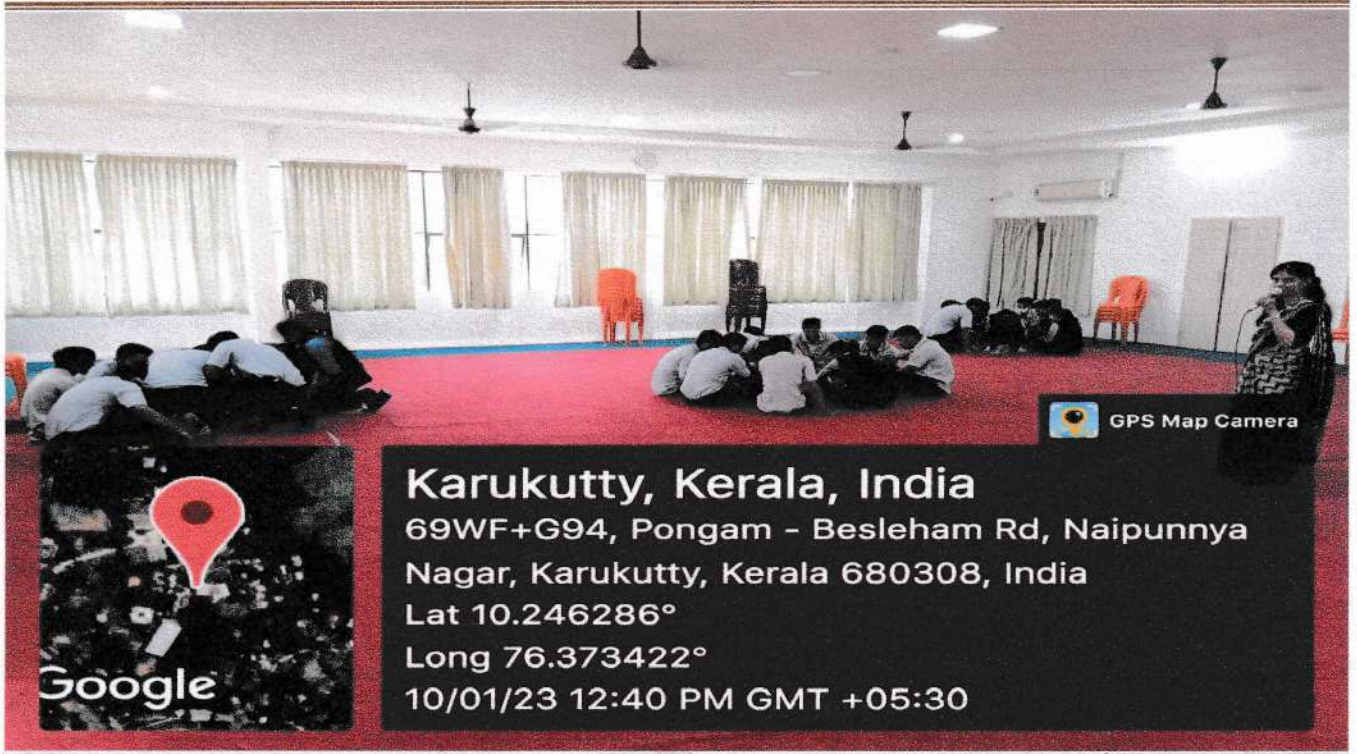 GPS Map Camera
Karukutty, Kerala, India
69WF+G94, Pongam - Besleham Rd, Naipunnya
Nagar, Karukutty, Kerala 680308, India
Lat 10.246286°
Long 76.373422°
10/01/23 12:40 PM GMT +05:30
Google